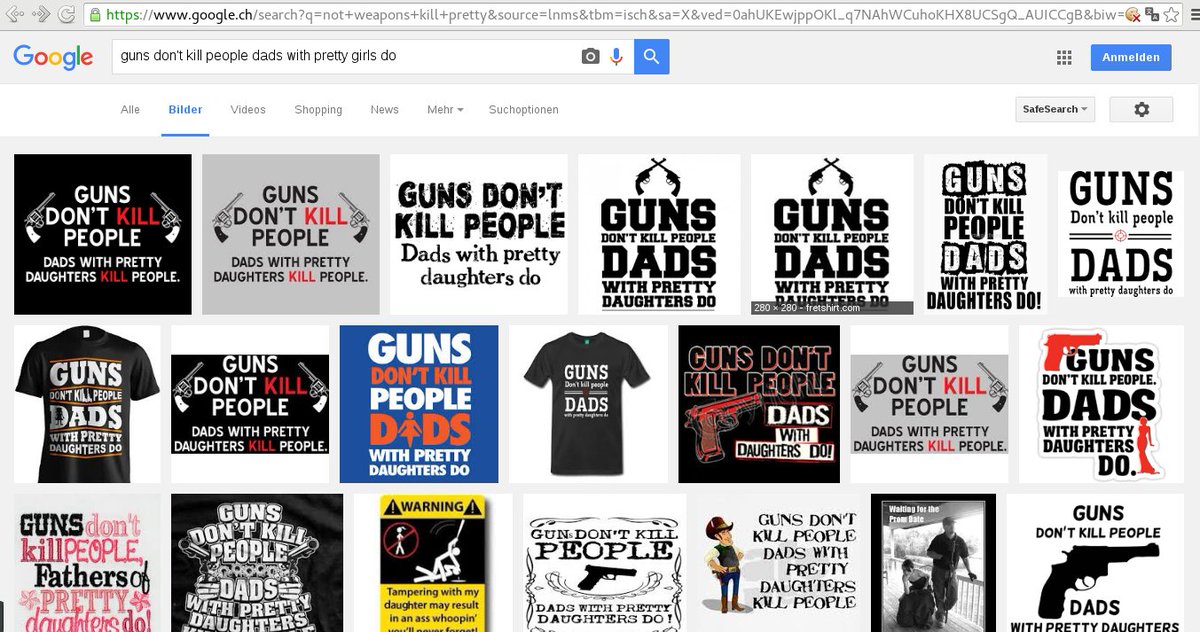 https://www.google.ch/search?q=not+weapons+kill+pretty&source=lnms&tbm=isch&sa=X&ved=0ahUKEwjppOKl_q7NAhWCuhoKHX8UCSgQ_AUICCgB&biw=
Google
guns don't kill people dads with pretty girls do
Anmelden
Alle
Bilder
Videos
Shopping
News
Mehr
Suchoptionen
SafeSearch
GUNS
DON'T KILL
PEOPLE
DADS WITH PRETTY
DAUGHTERS KILL PEOPLE.
GUNS
DON'T KILL
PEOPLE
DADS WITH PRETTY
DAUGHTERS KILL PEOPLE.
GUNS DON'T
KILL PEOPLE
Dads with pretty
daughters do
GUNS
DON'T KILL PEOPLE
DADS
WITH PRETTY
DAUGHTERS DO
GUNS
DON'T KILL PEOPLE
DADS
WITH PRETTY
DAUGHTERS DO
280 × 280 - fretshirt.com
GUNS
DON'T KILL
PEOPLE
DADS
WITH PRETTY
DAUGHTERS DO!
GUNS
Don't kill people
DADS
with pretty daughters do
GUNS
DON'T KILL PEOPLE
DADS
WITH PRETTY
DAUGHTERS DO
GUNS
DON'T KILL
PEOPLE
DADS WITH PRETTY
DAUGHTERS KILL PEOPLE.
GUNS
DON'T KILL
PEOPLE
DADS
WITH PRETTY
DAUGHTERS DO
GUNS
Don't kill people
DADS
with pretty daughters do
GUNS DON'T
KILL PEOPLE
DADS
WITH
DAUGHTERS DO!
GUNS
DON'T KILL
PEOPLE
DADS WITH PRETTY
DAUGHTERS KILL PEOPLE.
GUNS
DON'T KILL PEOPLE.
DADS
WITH PRETTY
DAUGHTERS
DO.
GUNS don't
kill PEOPLE,
Fathers of
PRETTY
daughters do!
GUNS
DON'T KILL
PEOPLE
DADS
WITH PRETTY
DAUGHTERS
WARNING
Tampering with my
daughter may result
in an ass whoopin'
you'll never forget!
GUNS DON'T KILL
PEOPLE
DADS WITH PRETTY
DAUGHTERS DO!
GUNS DON'T
KILL PEOPLE
DADS WITH
PRETTY
DAUGHTERS
KILL PEOPLE
Waiting for the
Prom Date
GUNS
DON'T KILL PEOPLE
DADS
WITH PRETTY DAUGHTERS